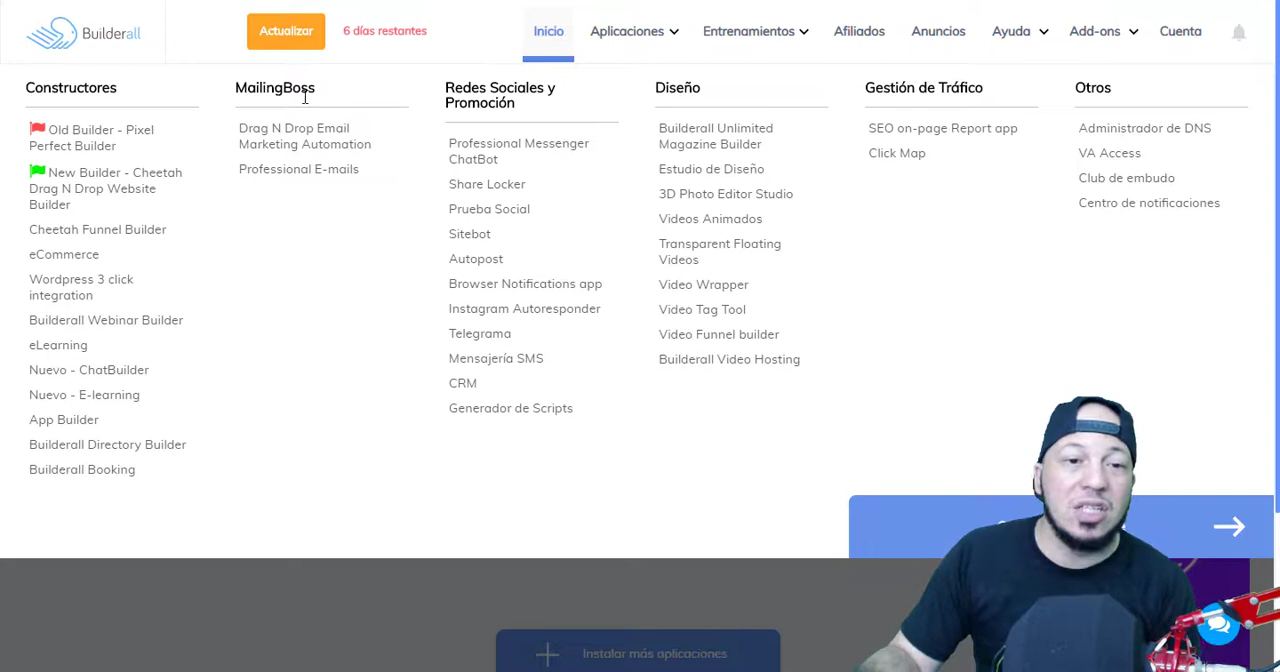 Builderall
Actualizar
6 días restantes
Inicio
Aplicaciones
Entrenamientos
Afiliados
Anuncios
Ayuda
Add-ons
Cuenta
Constructores
Old Builder - Pixel
Perfect Builder
New Builder - Cheetah
Drag N Drop Website
Builder
Cheetah Funnel Builder
eCommerce
Wordpress 3 click
integration
Builderall Webinar Builder
eLearning
Nuevo - ChatBuilder
Nuevo - E-learning
App Builder
Builderall Directory Builder
Builderall Booking
MailingBoss
Drag N Drop Email
Marketing Automation
Professional E-mails
Redes Sociales y
Promoción
Professional Messenger
ChatBot
Share Locker
Prueba Social
Sitebot
Autopost
Browser Notifications app
Instagram Autoresponder
Telegrama
Mensajería SMS
CRM
Generador de Scripts
Diseño
Builderall Unlimited
Magazine Builder
Estudio de Diseño
3D Photo Editor Studio
Videos Animados
Transparent Floating
Videos
Video Wrapper
Video Tag Tool
Video Funnel builder
Builderall Video Hosting
Gestión de Tráfico
SEO on-page Report app
Click Map
Otros
Administrador de DNS
VA Access
Club de embudo
Centro de notificaciones
Instalar más aplicaciones